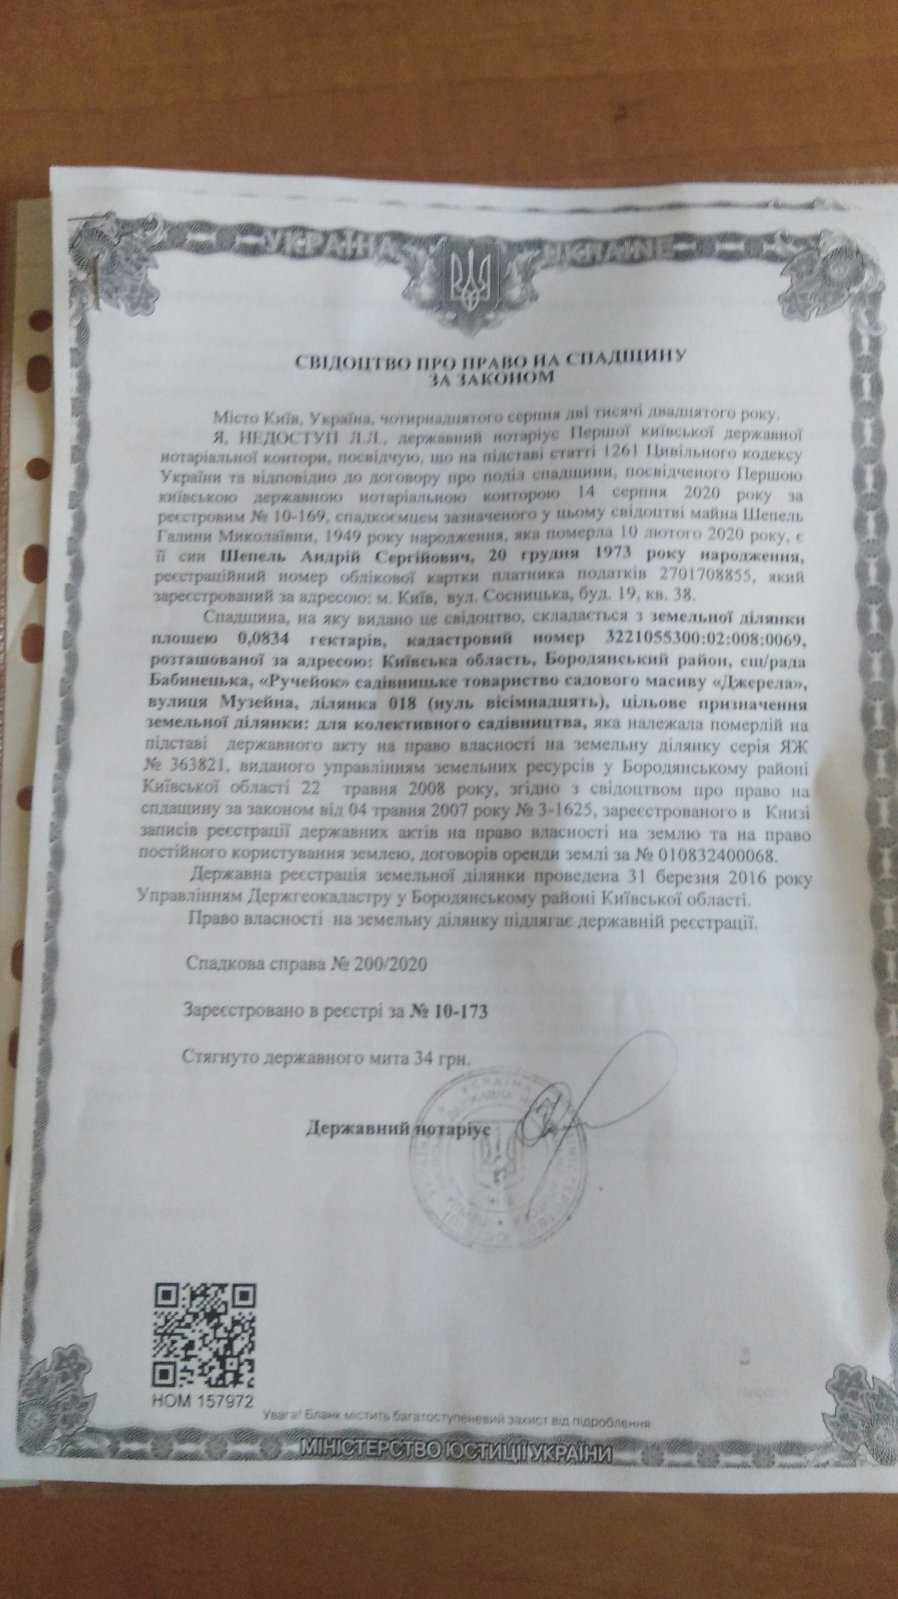 УКРАЇНА UKRAINE
СВІДОЦТВО ПРО ПРАВО НА СПАДЩИНУ
ЗА ЗАКОНОМ
Місто Київ, Україна, чотирнадцятого серпня дві тисячі двадцятого року.
Я, НЕДОСТУП Л.Л., державний нотаріус Першої київської державної
нотаріальної контори, посвідчую, що на підставі статті 1261 Цивільного кодексу
України та відповідно до договору про поділ спадщини, посвідченого Першою
київською державною нотаріальною конторою 14 серпня 2020 року за
реєстровим № 10-169, спадкоємцем зазначеного у цьому свідоцтві майна Шепель
Галини Миколаївни, 1949 року народження, яка померла 10 лютого 2020 року, є
її син Шепель Андрій Сергійович, 20 грудня 1973 року народження,
реєстраційний номер облікової картки платника податків 2701708855, який
зареєстрований за адресою: м. Київ, вул. Сосницька, буд. 19, кв. 38.
Спадщина, на яку видано це свідоцтво, складається з земельної ділянки
площею 0,0834 гектарів, кадастровий номер 3221055300:02:008:0069,
розташованої за адресою: Київська область, Бородянський район, сщ/рада
Бабинецька, «Ручейок» садівницьке товариство садового масиву «Джерела»,
вулиця Музейна, ділянка 018 (нуль вісімнадцять), цільове призначення
земельної ділянки: для колективного садівництва, яка належала померлій на
підставі державного акту на право власності на земельну ділянку серія ЯЖ
№ 363821, виданого управлінням земельних ресурсів у Бородянському районі
Київської області 22 травня 2008 року, згідно з свідоцтвом про право на
спдащину за законом від 04 травня 2007 року № 3-1625, зареєстрованого в Книзі
записів реєстрації державних актів на право власності на землю та на право
постійного користування землею, договорів оренди землі за № 010832400068.
Державна реєстрація земельної ділянки проведена 31 березня 2016 року
Управлінням Держгеокадастру у Бородянському районі Київської області.
Право власності на земельну ділянку підлягає державній реєстрації.
Спадкова справа № 200/2020
Зареєстровано в реєстрі за № 10-173
Стягнуто державного мита 34 грн.
Державний нотаріус
НОМ 157972
Увага! Бланк містить багатоступеневий захист від підроблення
МІНІСТЕРСТВО ЮСТИЦІЇ УКРАЇНИ